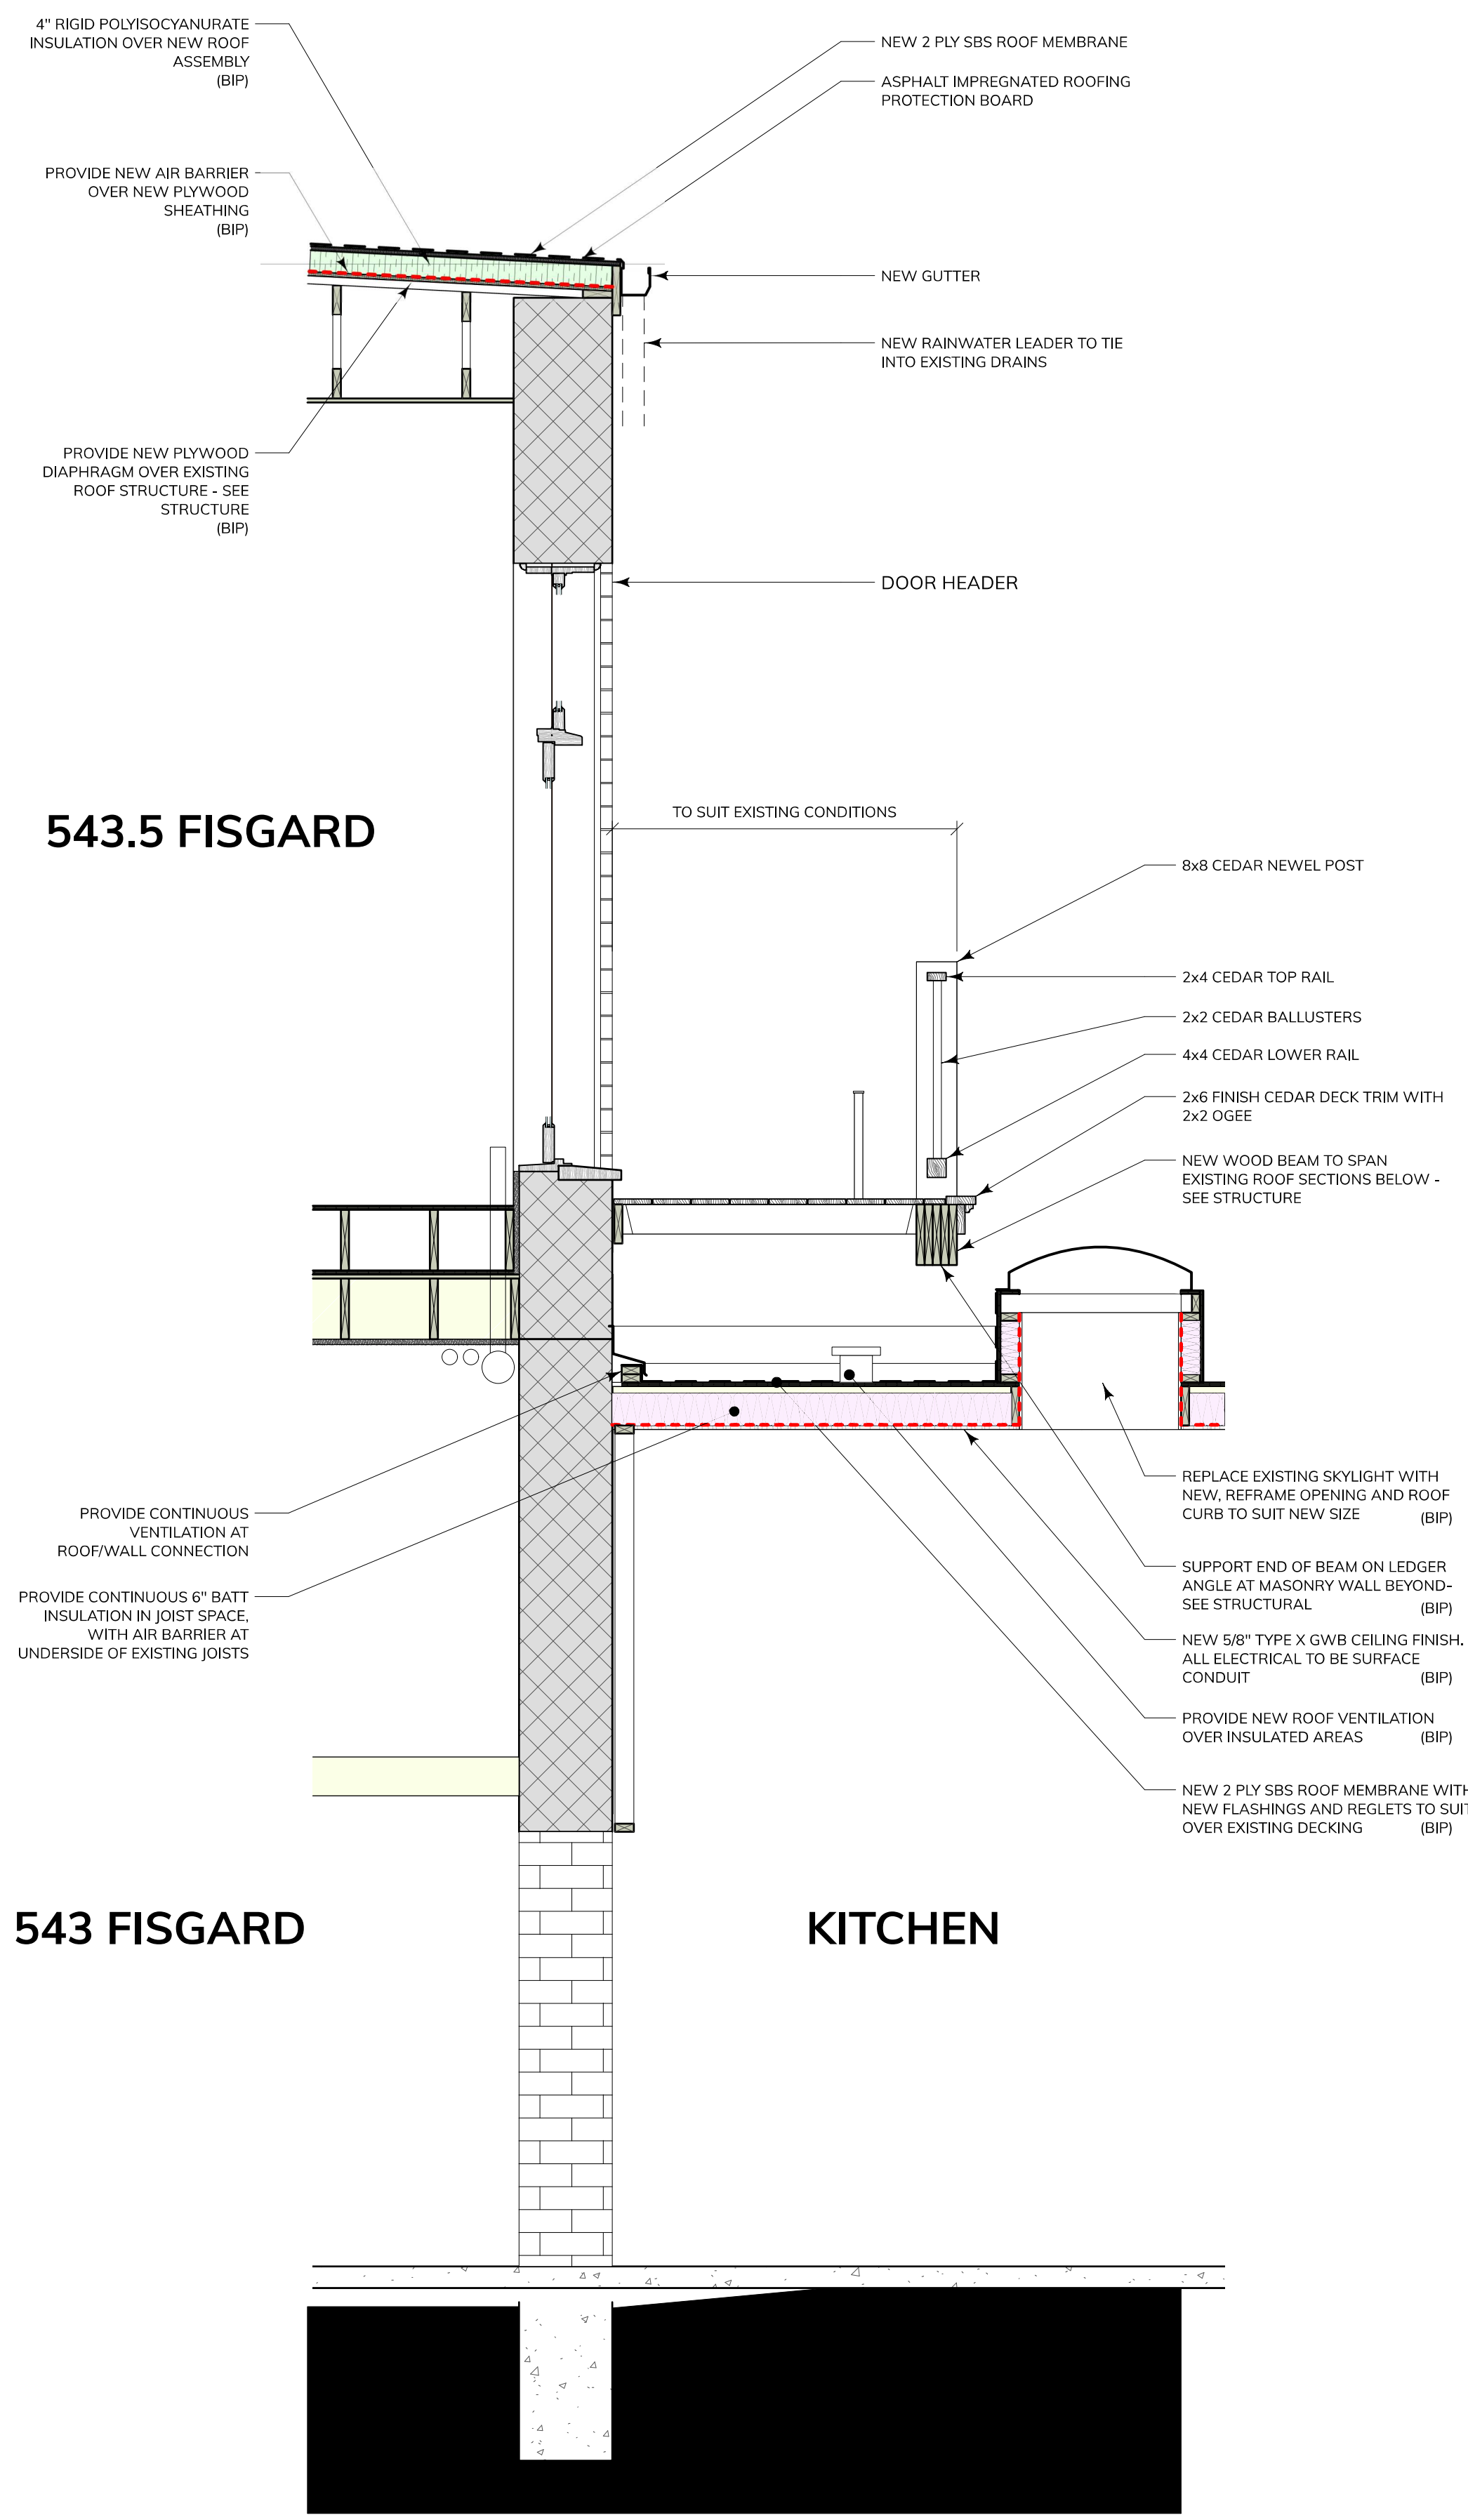 4" RIGID POLYISOCYANURATE
INSULATION OVER NEW ROOF
ASSEMBLY
(BIP)
NEW 2 PLY SBS ROOF MEMBRANE
ASPHALT IMPREGNATED ROOFING
PROTECTION BOARD
PROVIDE NEW AIR BARRIER
OVER NEW PLYWOOD
SHEATHING
(BIP)
NEW GUTTER
NEW RAINWATER LEADER TO TIE
INTO EXISTING DRAINS
PROVIDE NEW PLYWOOD
DIAPHRAGM OVER EXISTING
ROOF STRUCTURE - SEE
STRUCTURE
(BIP)
DOOR HEADER
543.5 FISGARD
TO SUIT EXISTING CONDITIONS
8x8 CEDAR NEWEL POST
2x4 CEDAR TOP RAIL
2x2 CEDAR BALLUSTERS
4x4 CEDAR LOWER RAIL
2x6 FINISH CEDAR DECK TRIM WITH
2x2 OGEE
NEW WOOD BEAM TO SPAN
EXISTING ROOF SECTIONS BELOW -
SEE STRUCTURE
PROVIDE CONTINUOUS
VENTILATION AT
ROOF/WALL CONNECTION
PROVIDE CONTINUOUS 6" BATT
INSULATION IN JOIST SPACE,
WITH AIR BARRIER AT
UNDERSIDE OF EXISTING JOISTS
REPLACE EXISTING SKYLIGHT WITH
NEW, REFRAME OPENING AND ROOF
CURB TO SUIT NEW SIZE (BIP)
SUPPORT END OF BEAM ON LEDGER
ANGLE AT MASONRY WALL BEYOND-
SEE STRUCTURAL (BIP)
NEW 5/8" TYPE X GWB CEILING FINISH.
ALL ELECTRICAL TO BE SURFACE
CONDUIT (BIP)
PROVIDE NEW ROOF VENTILATION
OVER INSULATED AREAS (BIP)
NEW 2 PLY SBS ROOF MEMBRANE WITH
NEW FLASHINGS AND REGLETS TO SUIT
OVER EXISTING DECKING (BIP)
543 FISGARD
KITCHEN